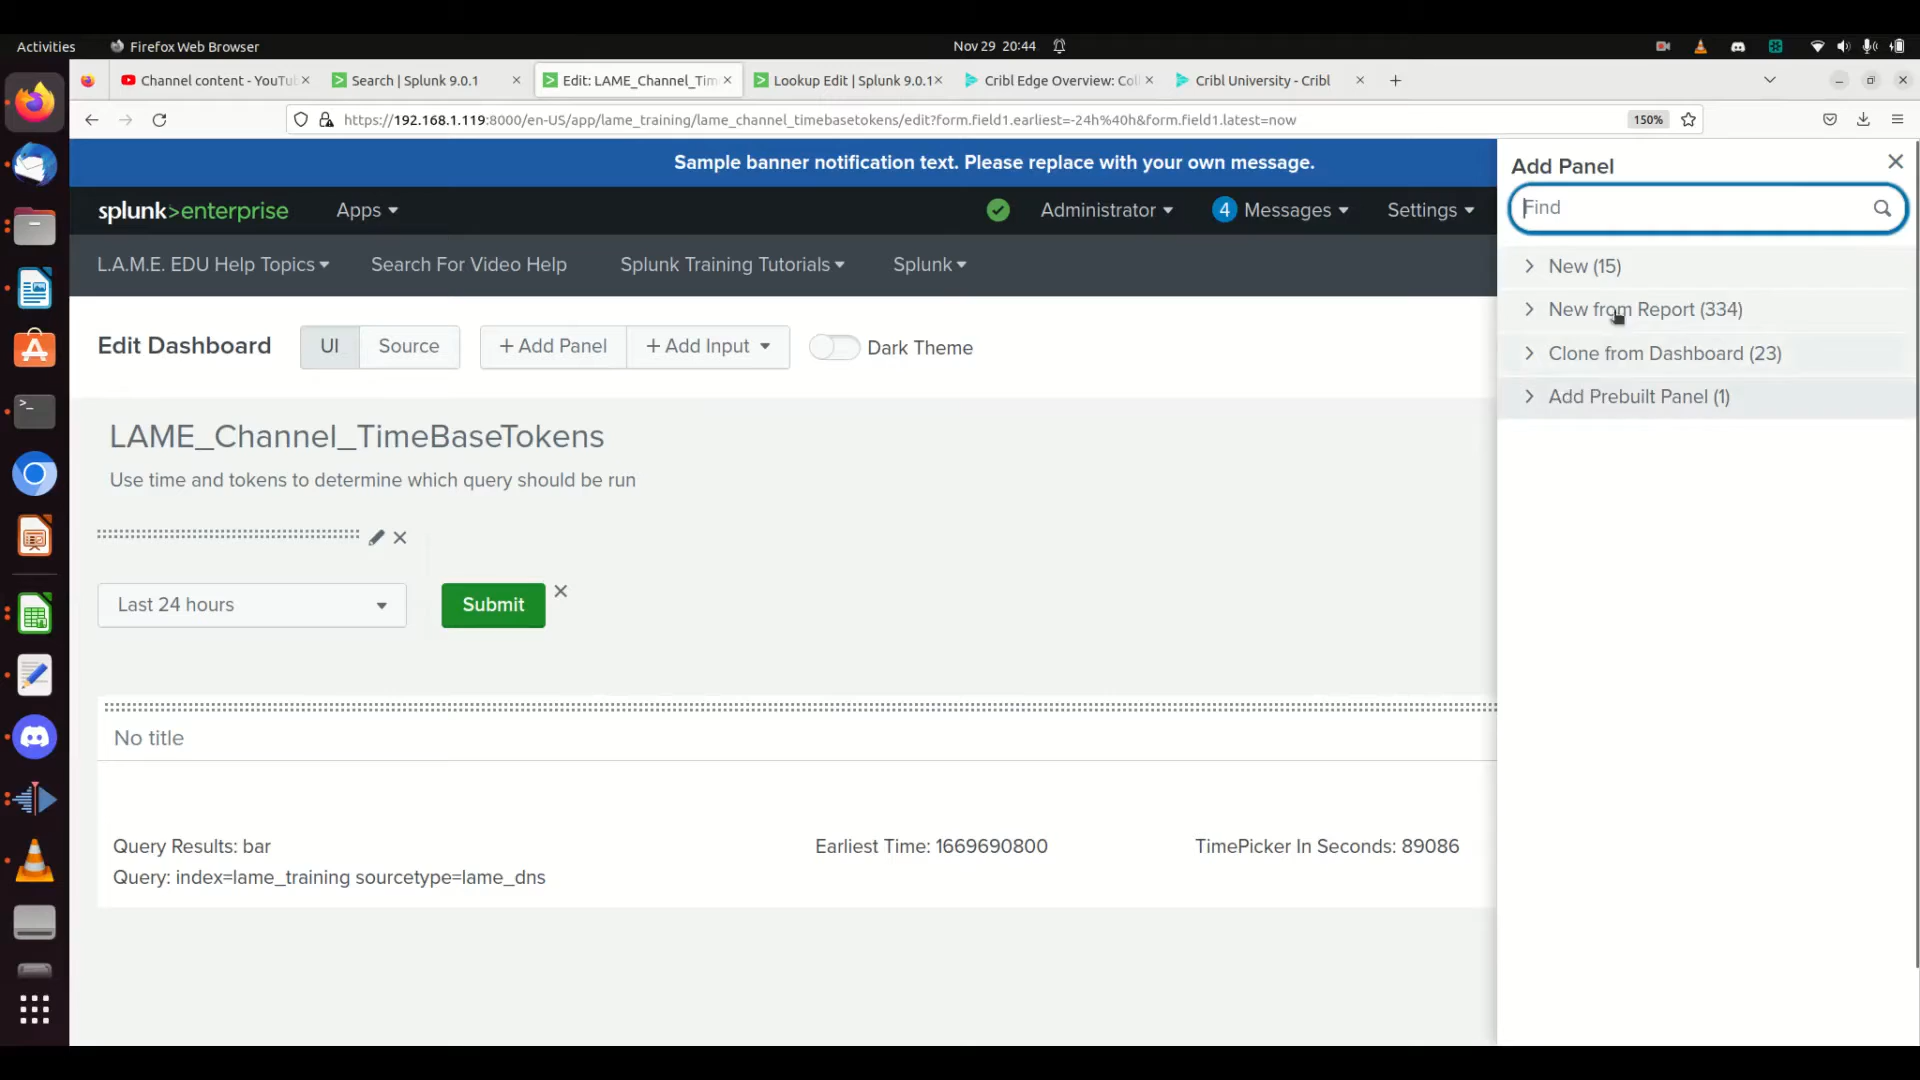 Activities
Firefox Web Browser
Nov 29 20:44
Channel content - YouTu
Search | Splunk 9.0.1
Edit: LAME_Channel_Tim
Lookup Edit | Splunk 9.0.1
Cribl Edge Overview: Col
Cribl University - Cribl
https://192.168.1.119:8000/en-US/app/lame_training/lame_channel_timebasetokens/edit?form.field1.earliest=-24h%40h&form.field1.latest=now
150%
Sample banner notification text. Please replace with your own message.
splunk>enterprise
Apps
Administrator
4 Messages
Settings
L.A.M.E. EDU Help Topics
Search For Video Help
Splunk Training Tutorials
Splunk
Edit Dashboard
UI
Source
+ Add Panel
+ Add Input
Dark Theme
LAME_Channel_TimeBaseTokens
Use time and tokens to determine which query should be run
Last 24 hours
Submit
No title
Query Results: bar
Earliest Time: 1669690800
TimePicker In Seconds: 89086
Query: index=lame_training sourcetype=lame_dns
Add Panel
Find
New (15)
New from Report (334)
Clone from Dashboard (23)
Add Prebuilt Panel (1)